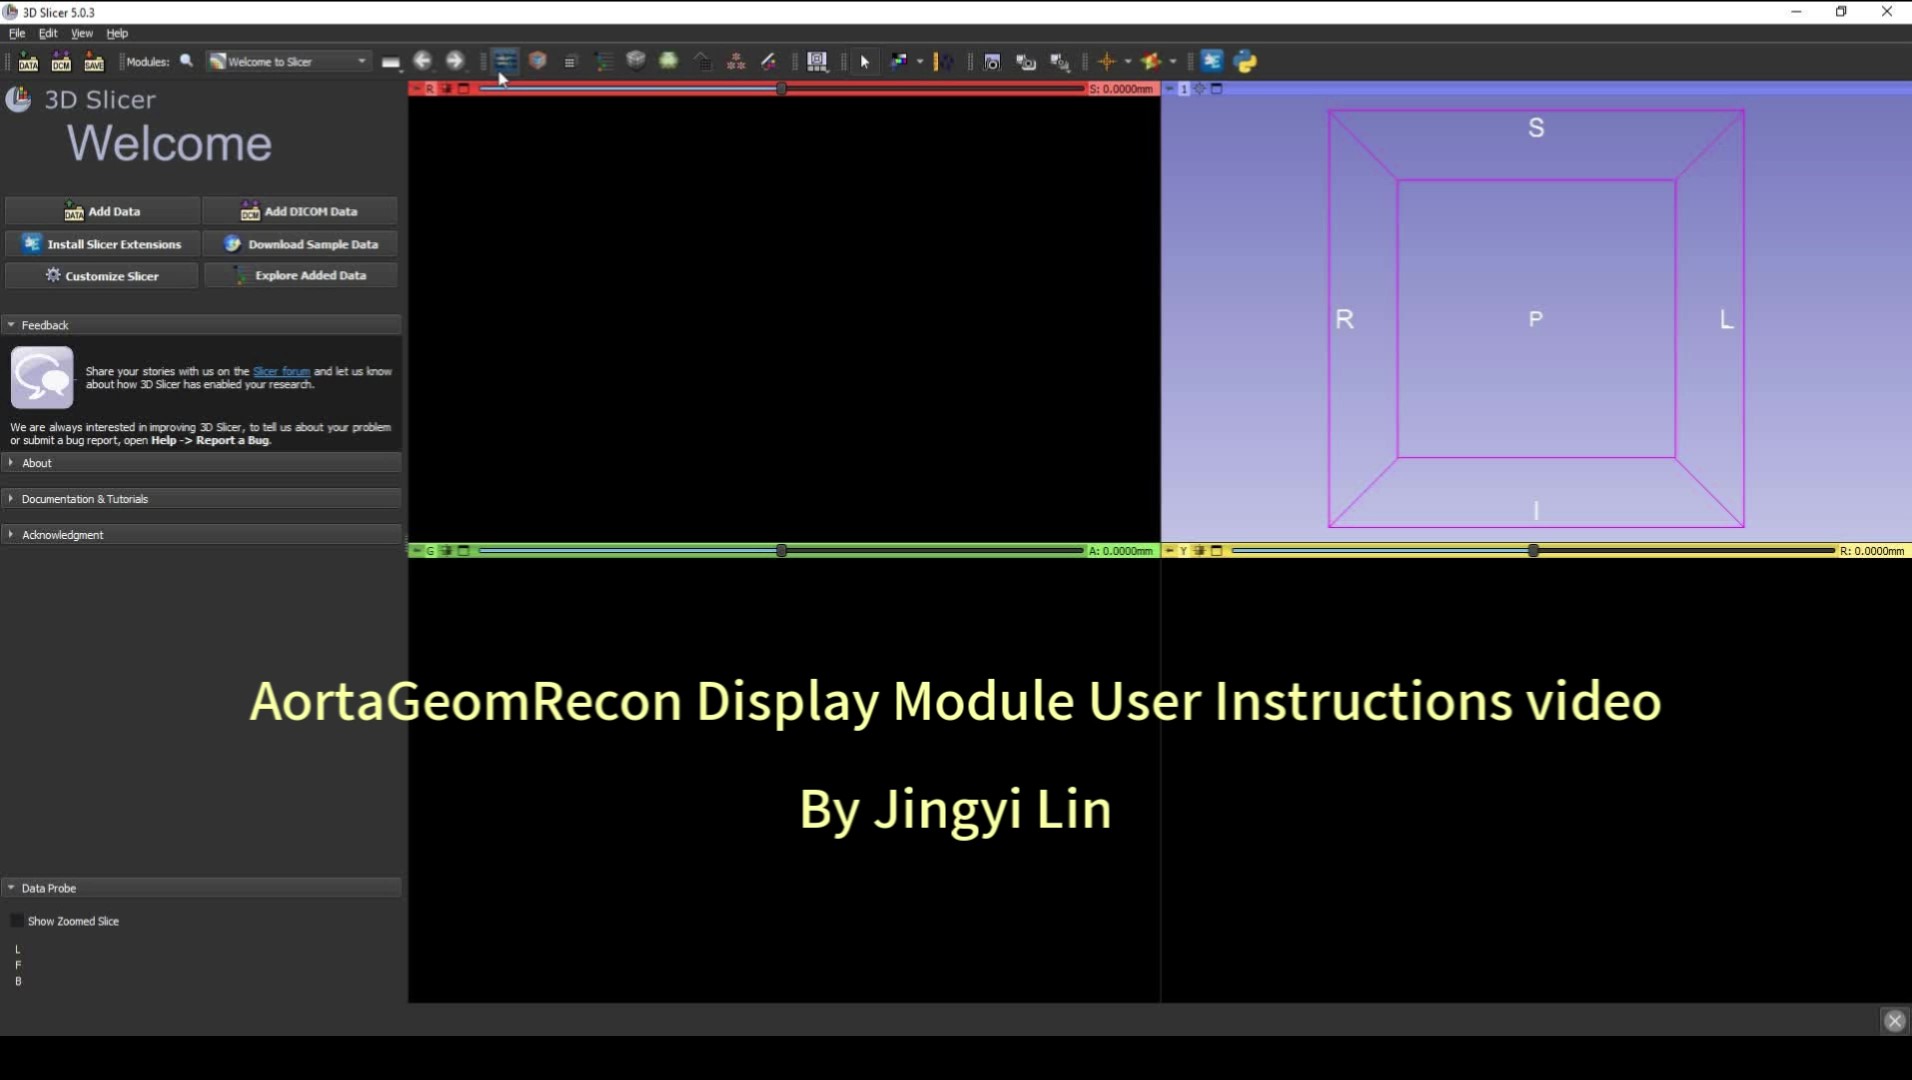 3D Slicer 5.0.3
File Edit View Help
DATA DCM SAVE Modules: Welcome to Slicer
R S: 0.0000mm 1
3D Slicer
Welcome
DATA Add Data DCM Add DICOM Data
Install Slicer Extensions Download Sample Data
Customize Slicer Explore Added Data
Feedback
Share your stories with us on the Slicer forum and let us know
about how 3D Slicer has enabled your research.
We are always interested in improving 3D Slicer, to tell us about your problem
or submit a bug report, open Help -> Report a Bug.
About
Documentation & Tutorials
Acknowledgment
S
R P L
I
G A: 0.0000mm Y R: 0.0000mm
AortaGeomRecon Display Module User Instructions video
By Jingyi Lin
Data Probe
Show Zoomed Slice
L
F
B